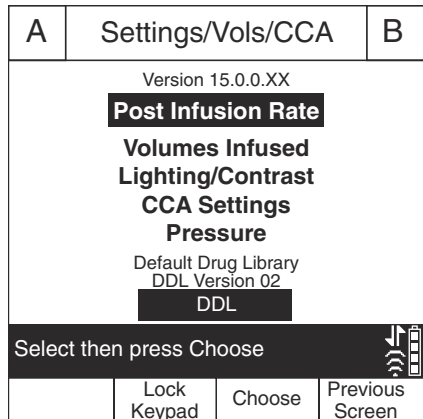 A Settings/Vols/CCA B
Version 15.0.0.XX
Post Infusion Rate
Volumes Infused
Lighting/Contrast
CCA Settings
Pressure
Default Drug Library
DDL Version 02
DDL
Select then press Choose
Lock Keypad
Choose
Previous Screen